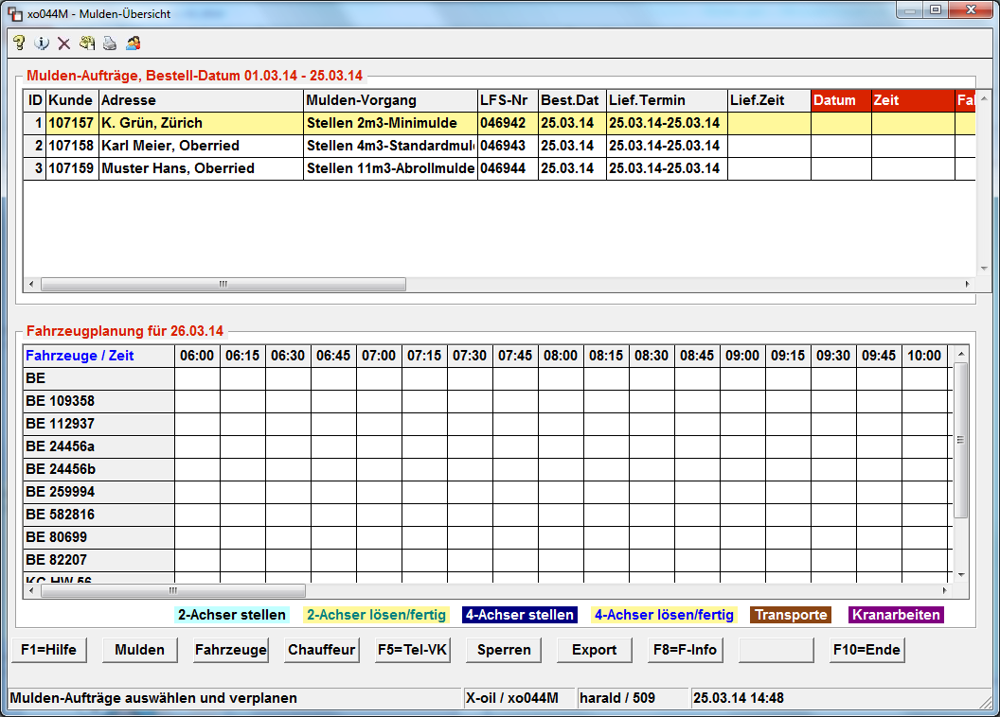 xo044M - Mulden-Übersicht
Mulden-Aufträge, Bestell-Datum 01.03.14 - 25.03.14
ID Kunde Adresse Mulden-Vorgang LFS-Nr Best.Dat Lief.Termin Lief.Zeit Datum Zeit Fa
1 107157 K. Grün, Zürich Stellen 2m3-Minimulde 046942 25.03.14 25.03.14-25.03.14
2 107158 Karl Meier, Oberried Stellen 4m3-Standardmul 046943 25.03.14 25.03.14-25.03.14
3 107159 Muster Hans, Oberried Stellen 11m3-Abrollmulde 046944 25.03.14 25.03.14-25.03.14
Fahrzeugplanung für 26.03.14
Fahrzeuge / Zeit 06:00 06:15 06:30 06:45 07:00 07:15 07:30 07:45 08:00 08:15 08:30 08:45 09:00 09:15 09:30 09:45 10:00
BE
BE 109358
BE 112937
BE 24456a
BE 24456b
BE 259994
BE 582816
BE 80699
BE 82207
2-Achser stellen 2-Achser lösen/fertig 4-Achser stellen 4-Achser lösen/fertig Transporte Kranarbeiten
F1=Hilfe Mulden Fahrzeuge Chauffeur F5=Tel-VK Sperren Export F8=F-Info F10=Ende
Mulden-Aufträge auswählen und verplanen X-oil / xo044M harald / 509 25.03.14 14:48